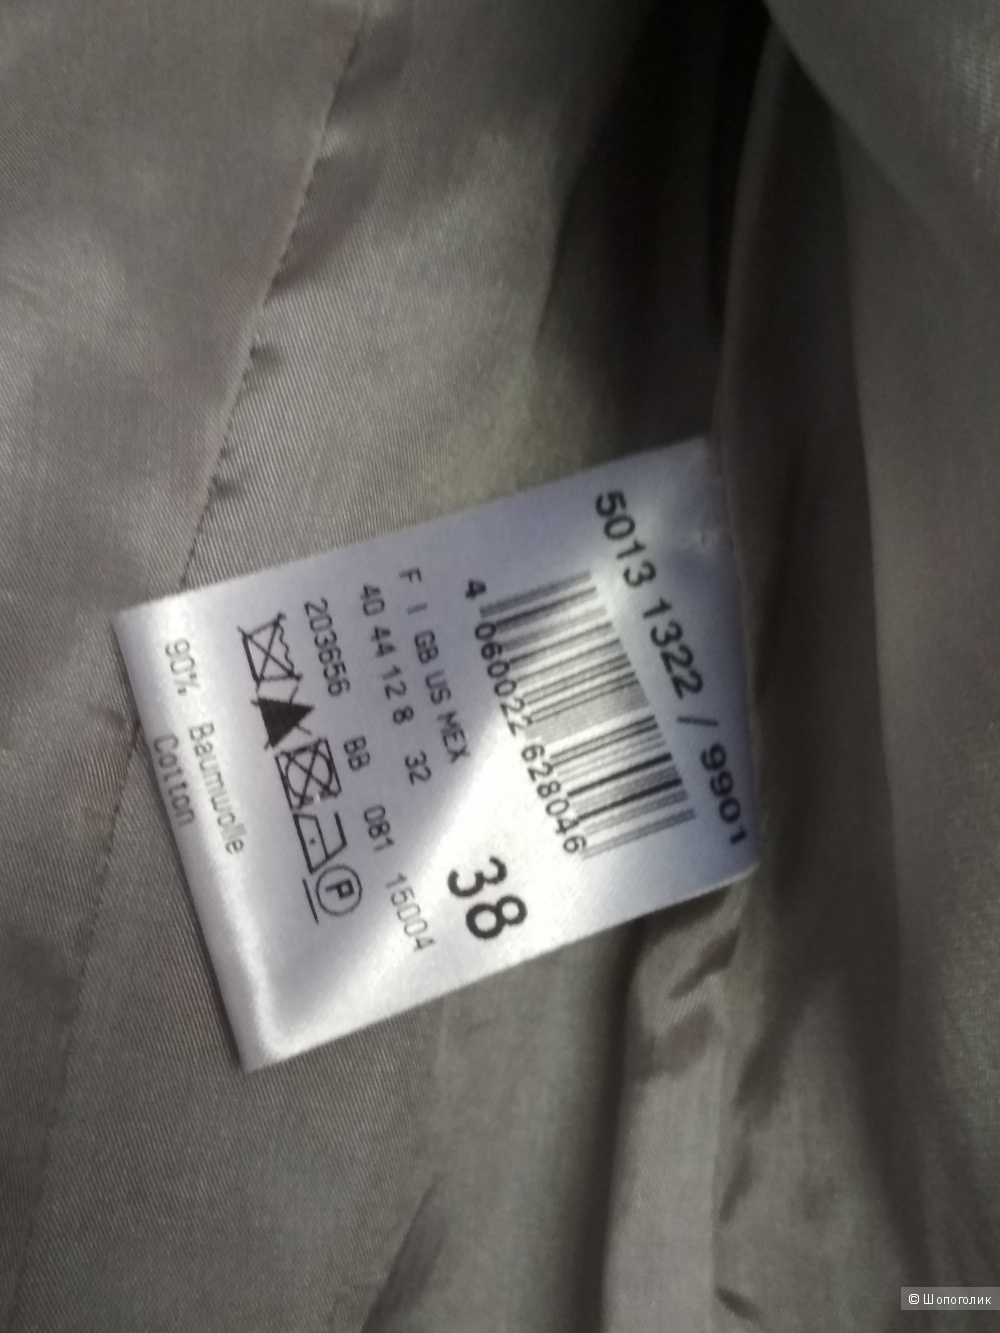 5013 1322 / 9901
4 060022 628046
38
F I GB US MEX
40 44 12 8 32
203656 BB 081 15004
P
90% Baumwolle
Cotton
© Шопоголик